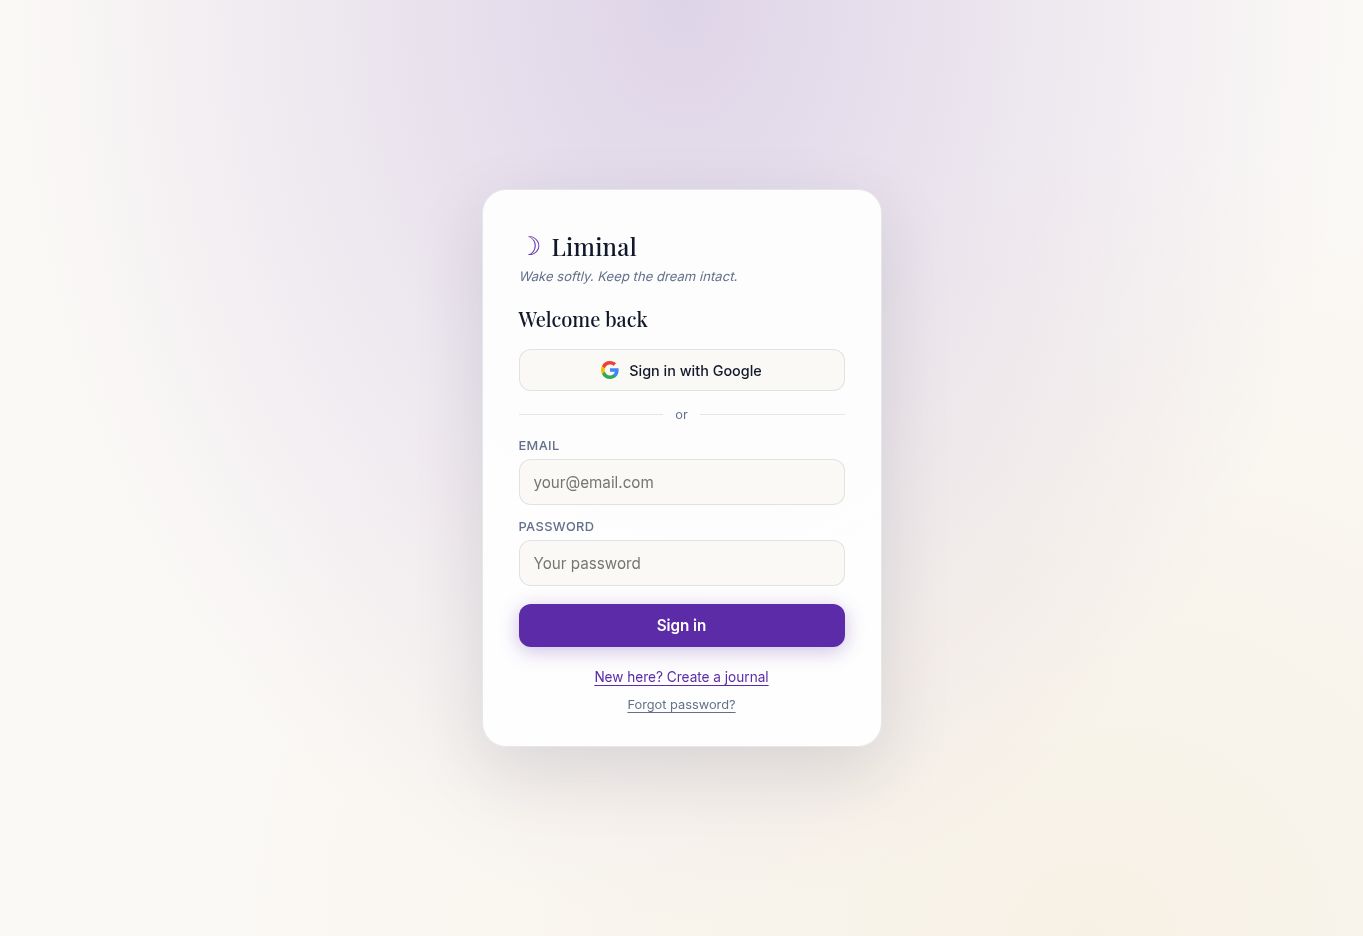 Liminal
Wake softly. Keep the dream intact.
Welcome back
Sign in with Google
or
EMAIL
your@email.com
PASSWORD
Your password
Sign in
New here? Create a journal
Forgot password?